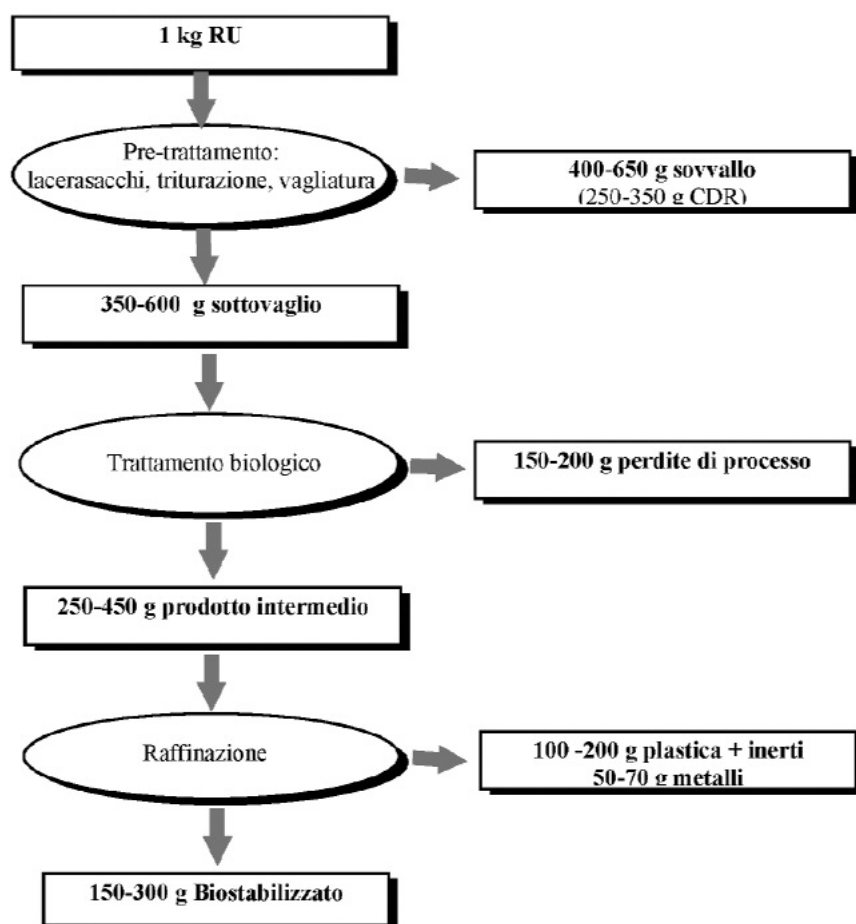 1 kg RU
Pre-trattamento:
lacerasacchi, triturazione, vagliatura
400-650 g sovvallo
(250-350 g CDR)
350-600 g sottovaglio
Trattamento biologico
150-200 g perdite di processo
250-450 g prodotto intermedio
Raffinazione
100 -200 g plastica + inerti
50-70 g metalli
150-300 g Biostabilizzato